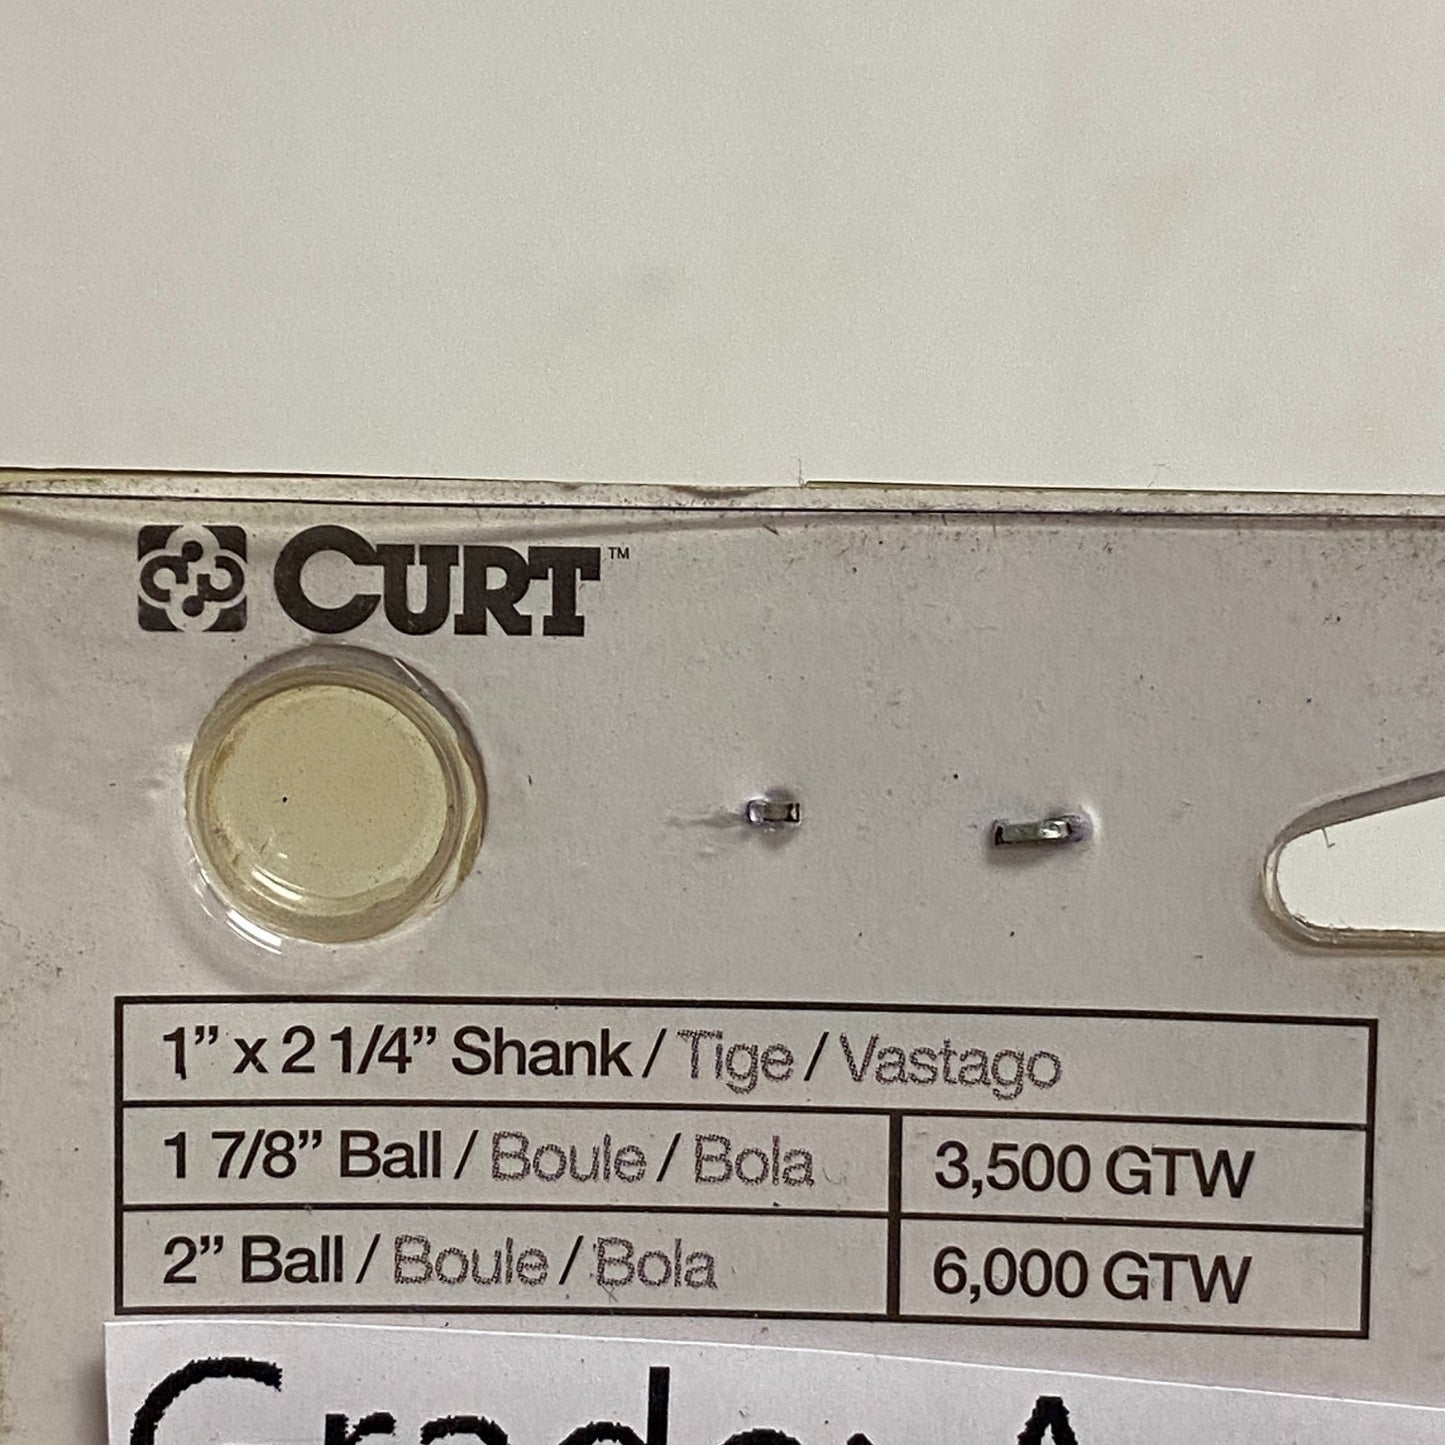 CURT™
1” x 2 1/4” Shank / Tige / Vastago
1 7/8” Ball / Boule / Bola 3,500 GTW
2” Ball / Boule / Bola 6,000 GTW
Grade: A